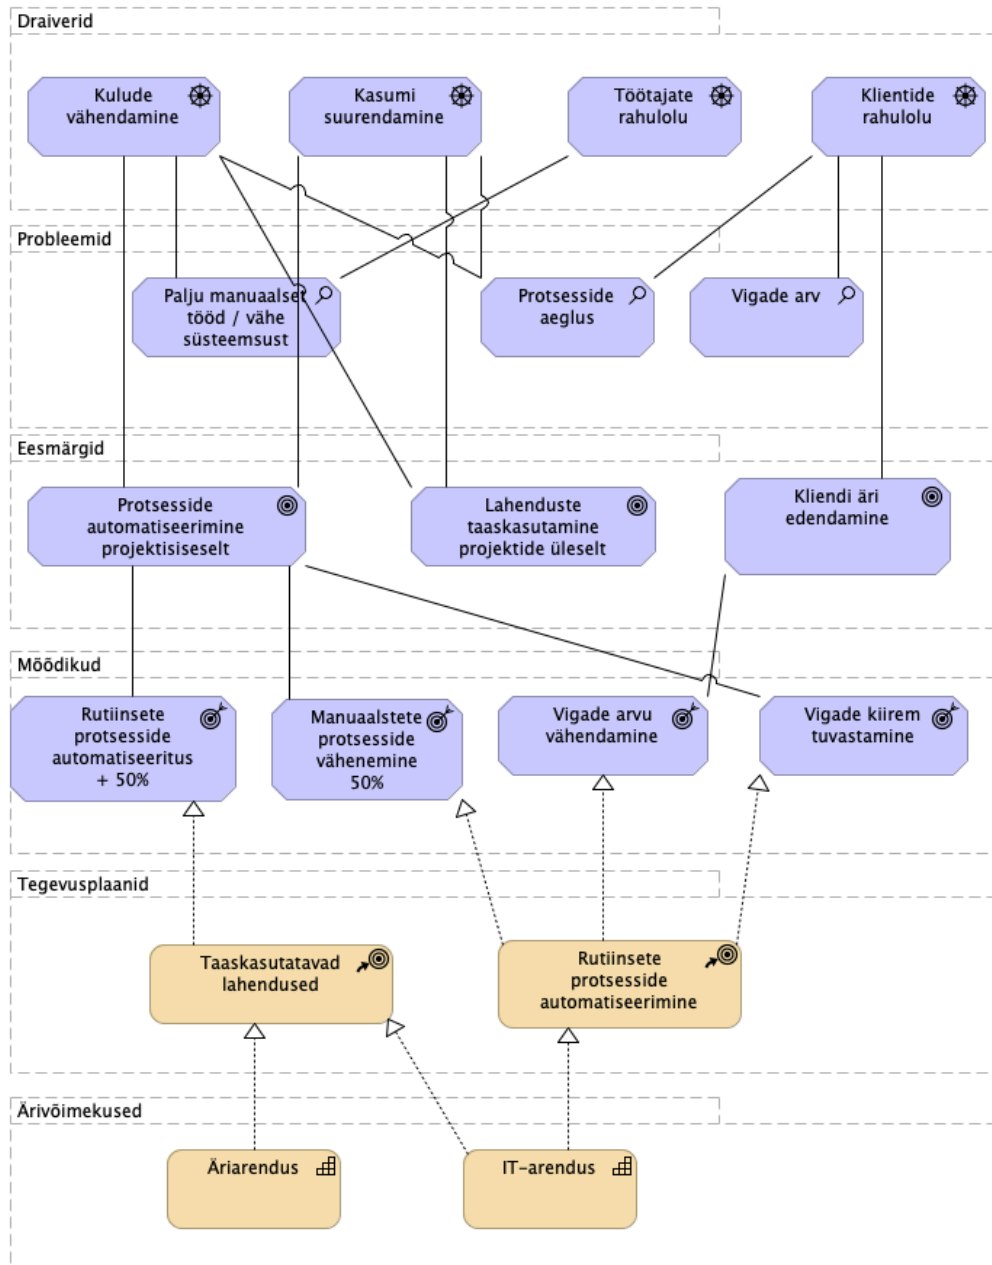 Draiverid
Kulude
vähendamine
Kasumi
suurendamine
Töötajate
rahulolu
Klientide
rahulolu
Probleemid
Palju manuaalset
tööd / vähe
süsteemsust
Protsesside
aeglus
Vigade arv
Eesmärgid
Protsesside
automatiseerimine
projektisiseselt
Lahenduste
taaskasutamine
projektide üleselt
Kliendi äri
edendamine
Mõõdikud
Rutiinsete
protsesside
automatiseeritus
+ 50%
Manuaalstete
protsesside
vähenemine
50%
Vigade arvu
vähendamine
Vigade kiirem
tuvastamine
Tegevusplaanid
Taaskasutatavad
lahendused
Rutiinsete
protsesside
automatiseerimine
Ärivõimekused
Äriarendus
IT-arendus